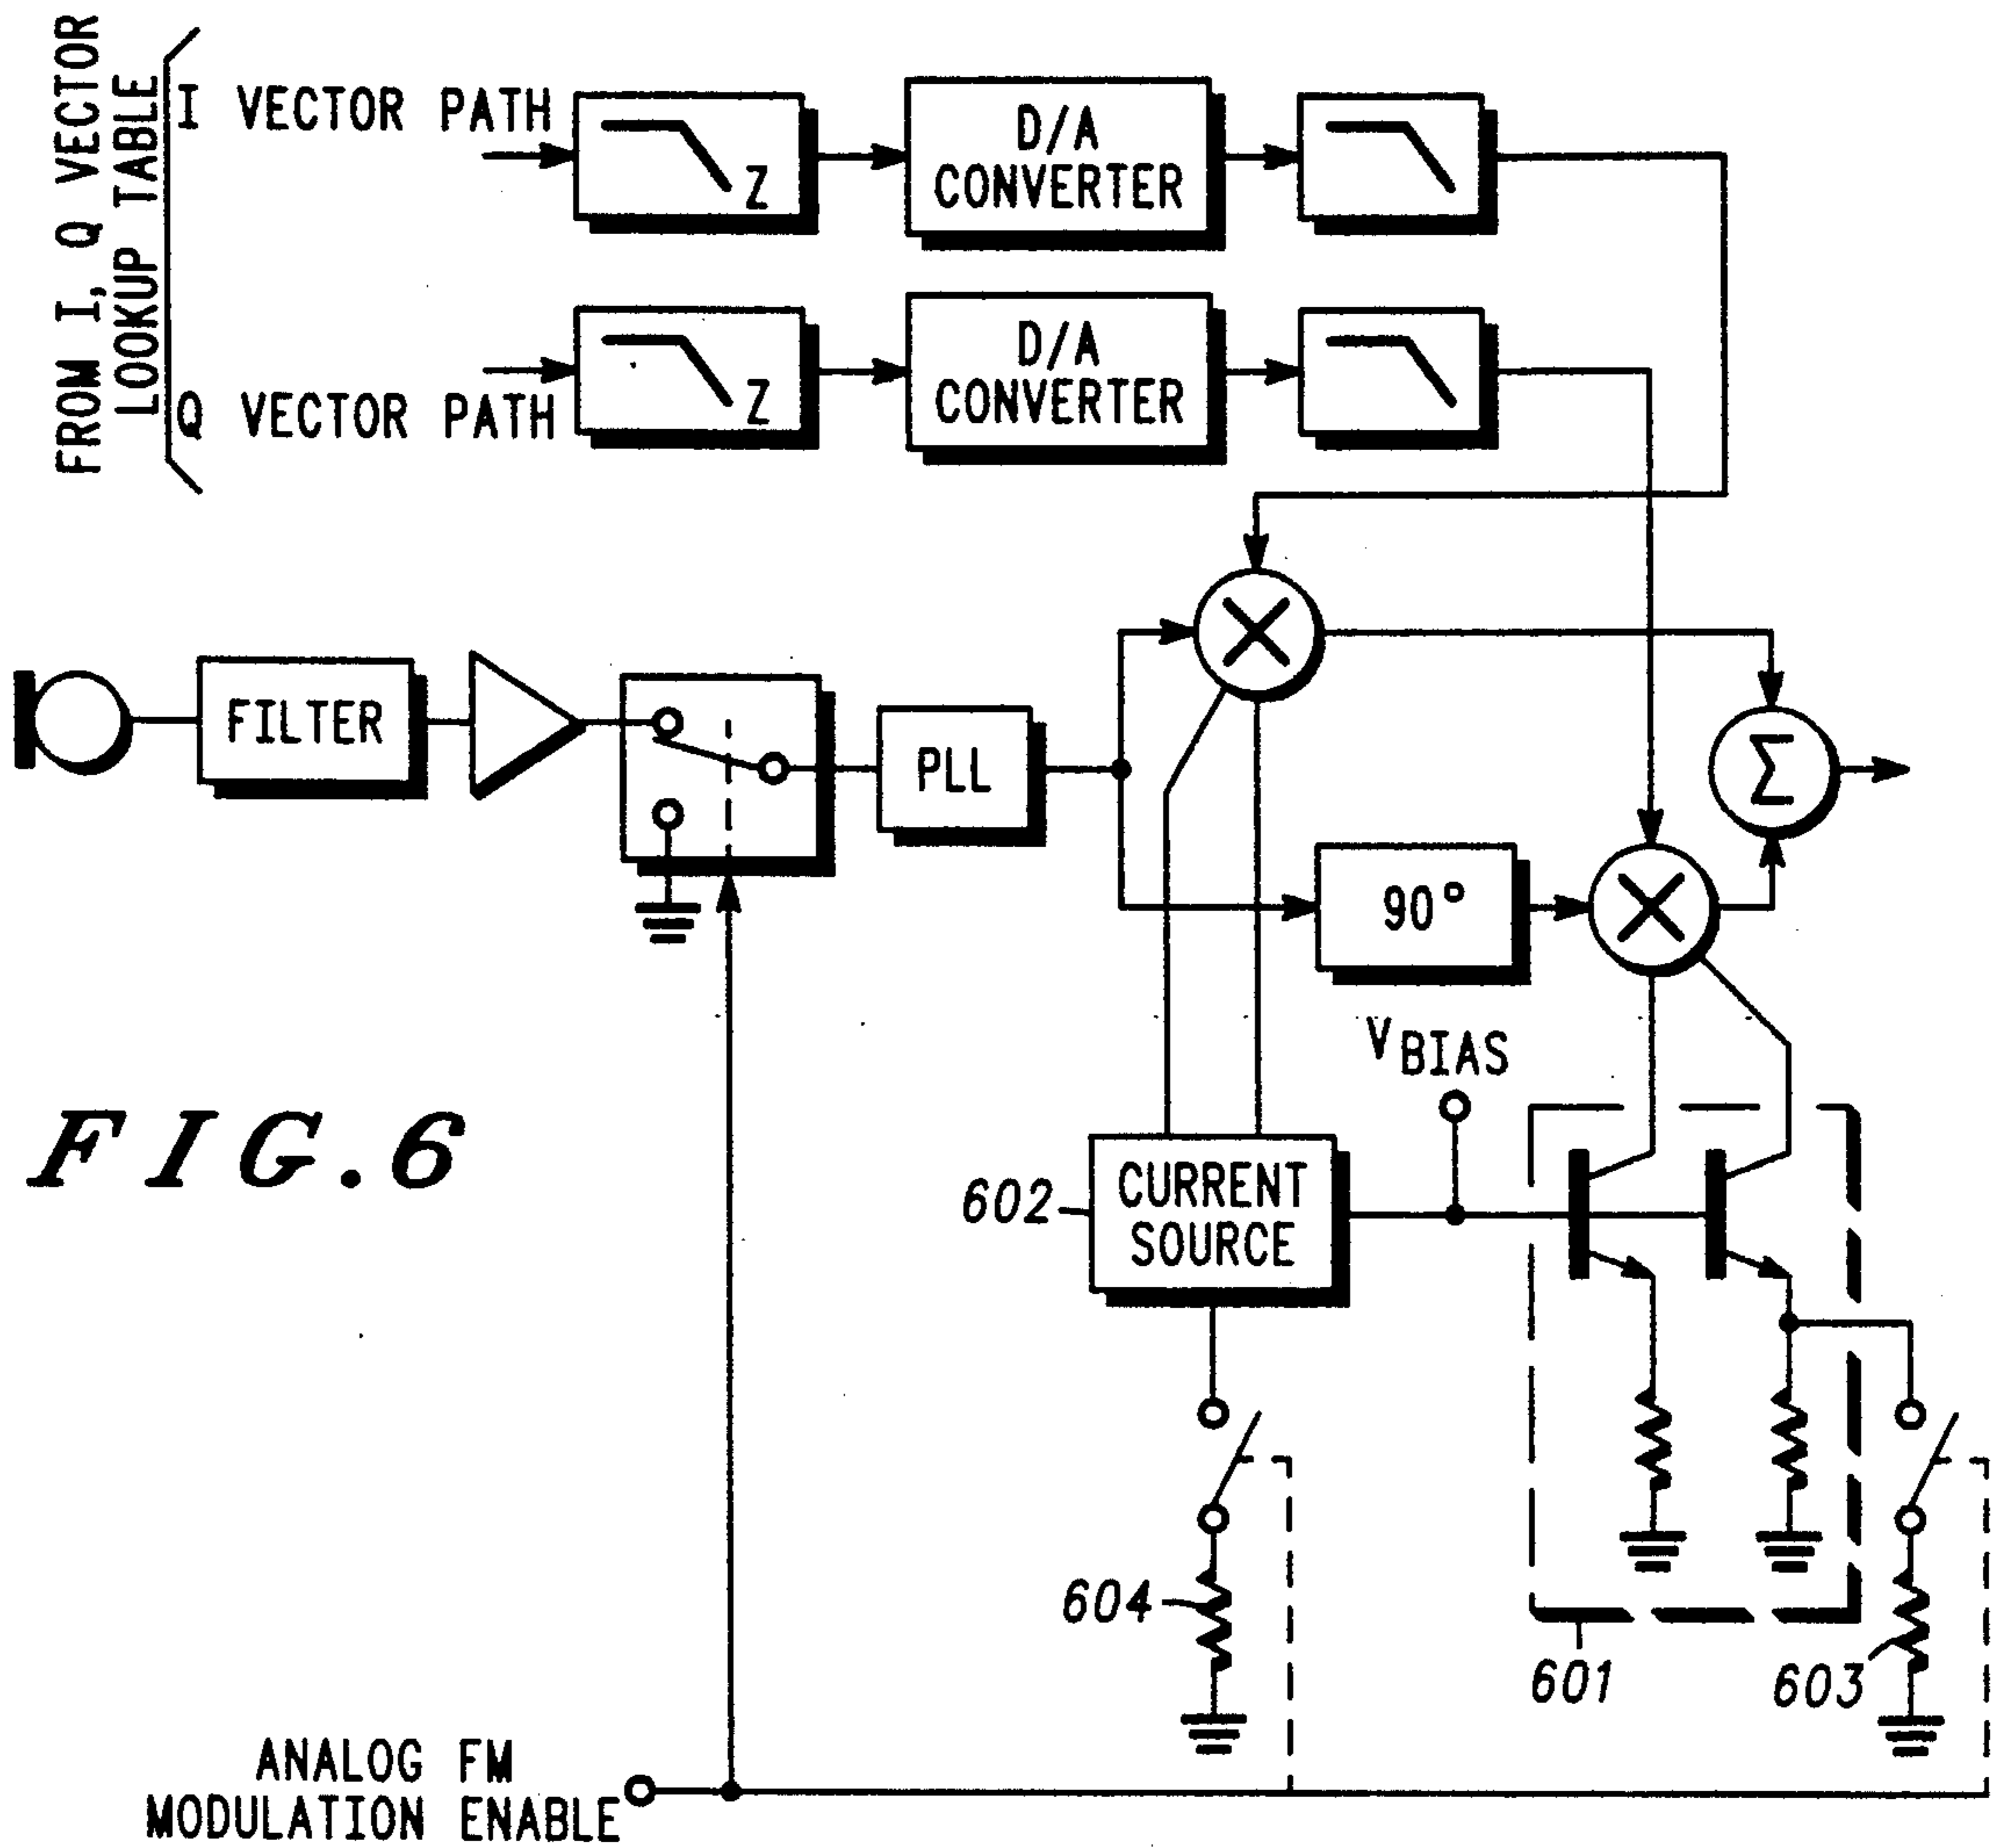 FROM I, Q VECTOR
LOOKUP TABLE
I VECTOR PATH
Z
D/A
CONVERTER
Q VECTOR PATH
Z
D/A
CONVERTER
FILTER
PLL
Σ
90°
VBIAS
FIG.6
602
CURRENT
SOURCE
604
601
603
ANALOG FM
MODULATION ENABLE